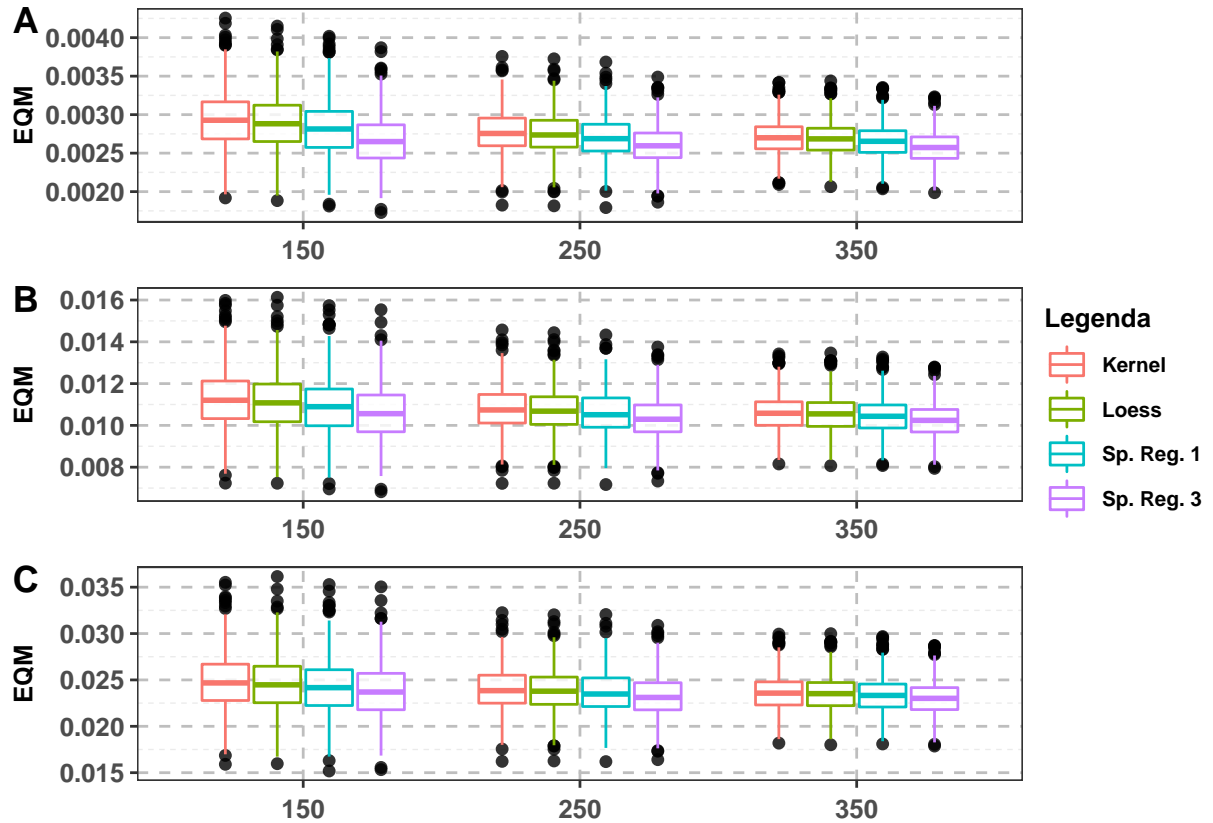 A
EQM
0.0040
0.0035
0.0030
0.0025
0.0020
150 250 350
B
EQM
0.016
0.014
0.012
0.010
0.008
150 250 350
C
EQM
0.035
0.030
0.025
0.020
0.015
150 250 350
Legenda
Kernel
Loess
Sp. Reg. 1
Sp. Reg. 3